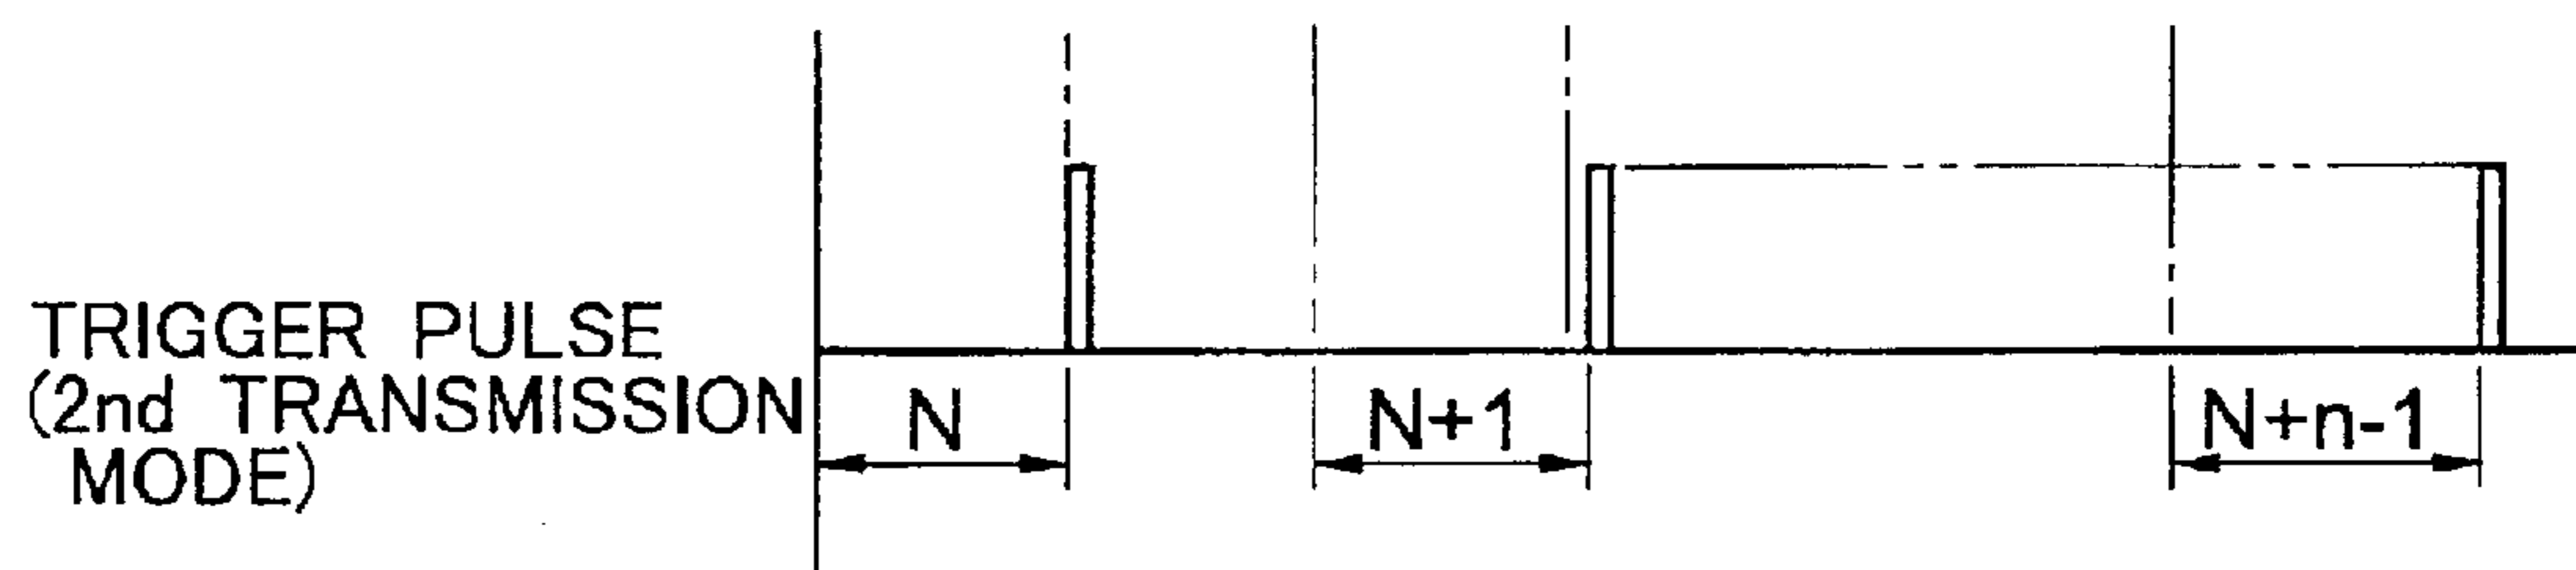 TRIGGER PULSE
(2nd TRANSMISSION
MODE)
N
N+1
N+n-1